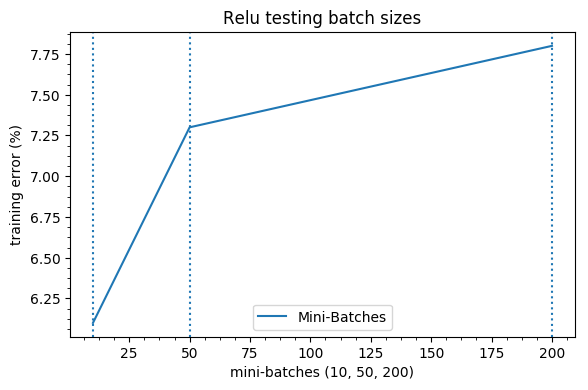 Relu testing batch sizes
7.75
7.50
7.25
7.00
6.75
6.50
6.25
training error (%)
Mini-Batches
25 50 75 100 125 150 175 200
mini-batches (10, 50, 200)